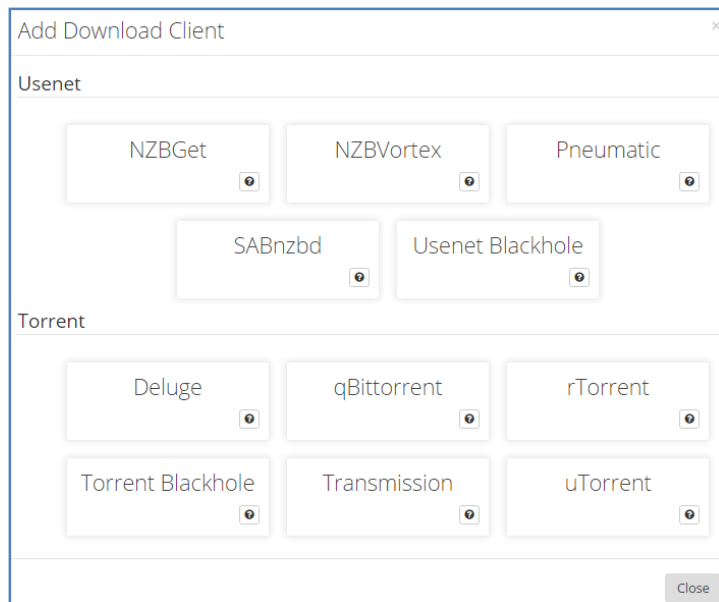 Add Download Client
×
Usenet
NZBGet
NZBVortex
Pneumatic
SABnzbd
Usenet Blackhole
Torrent
Deluge
qBittorrent
rTorrent
Torrent Blackhole
Transmission
uTorrent
Close